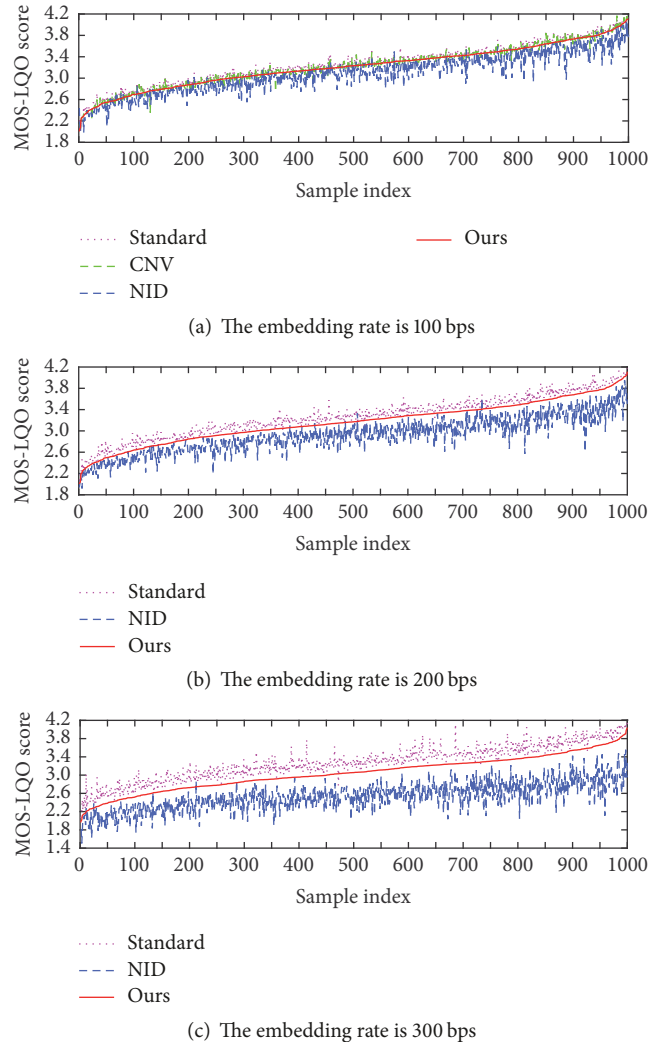 MOS-LQO score
4.2
3.8
3.4
3.0
2.6
2.2
1.8
0 100 200 300 400 500 600 700 800 900 1000
Sample index
Standard
CNV
NID
Ours
(a) The embedding rate is 100 bps
MOS-LQO score
4.2
3.8
3.4
3.0
2.6
2.2
1.8
0 100 200 300 400 500 600 700 800 900 1000
Sample index
Standard
NID
Ours
(b) The embedding rate is 200 bps
MOS-LQO score
4.2
3.8
3.4
3.0
2.6
2.2
1.8
1.4
0 100 200 300 400 500 600 700 800 900 1000
Sample index
Standard
NID
Ours
(c) The embedding rate is 300 bps